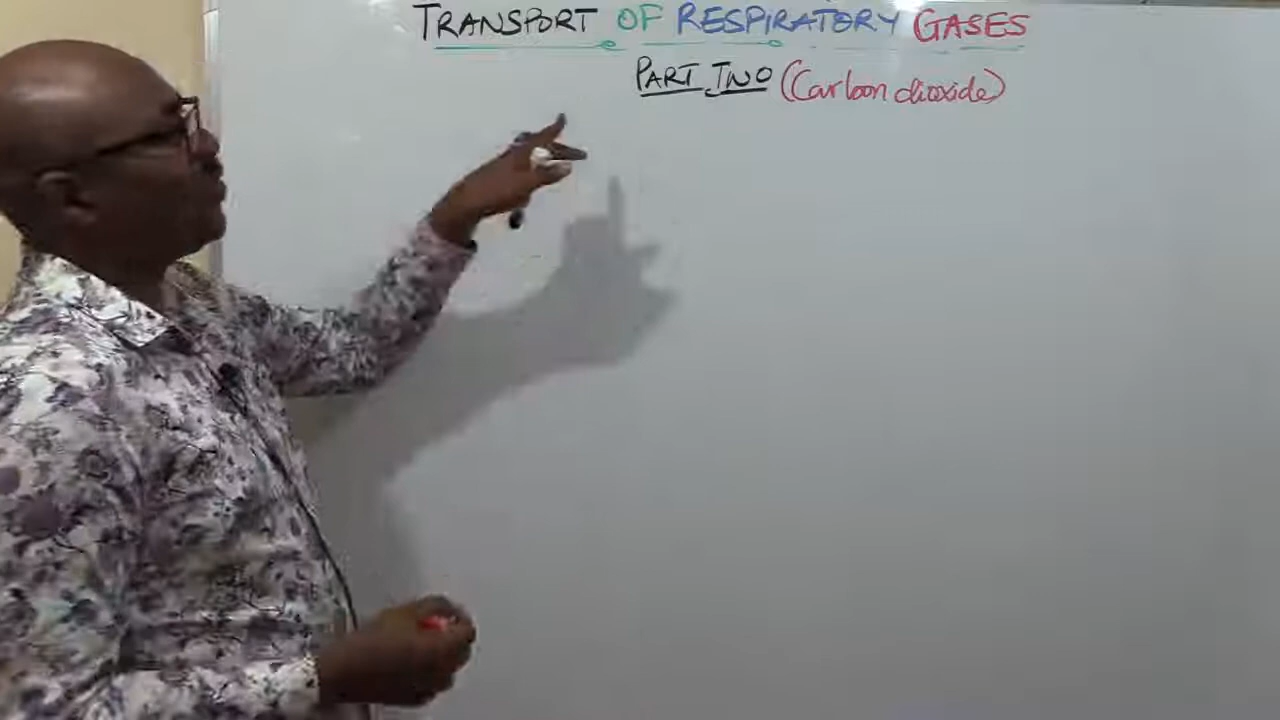 TRANSPORT OF RESPIRATORY GASES
PART TWO (Carbon dioxide)